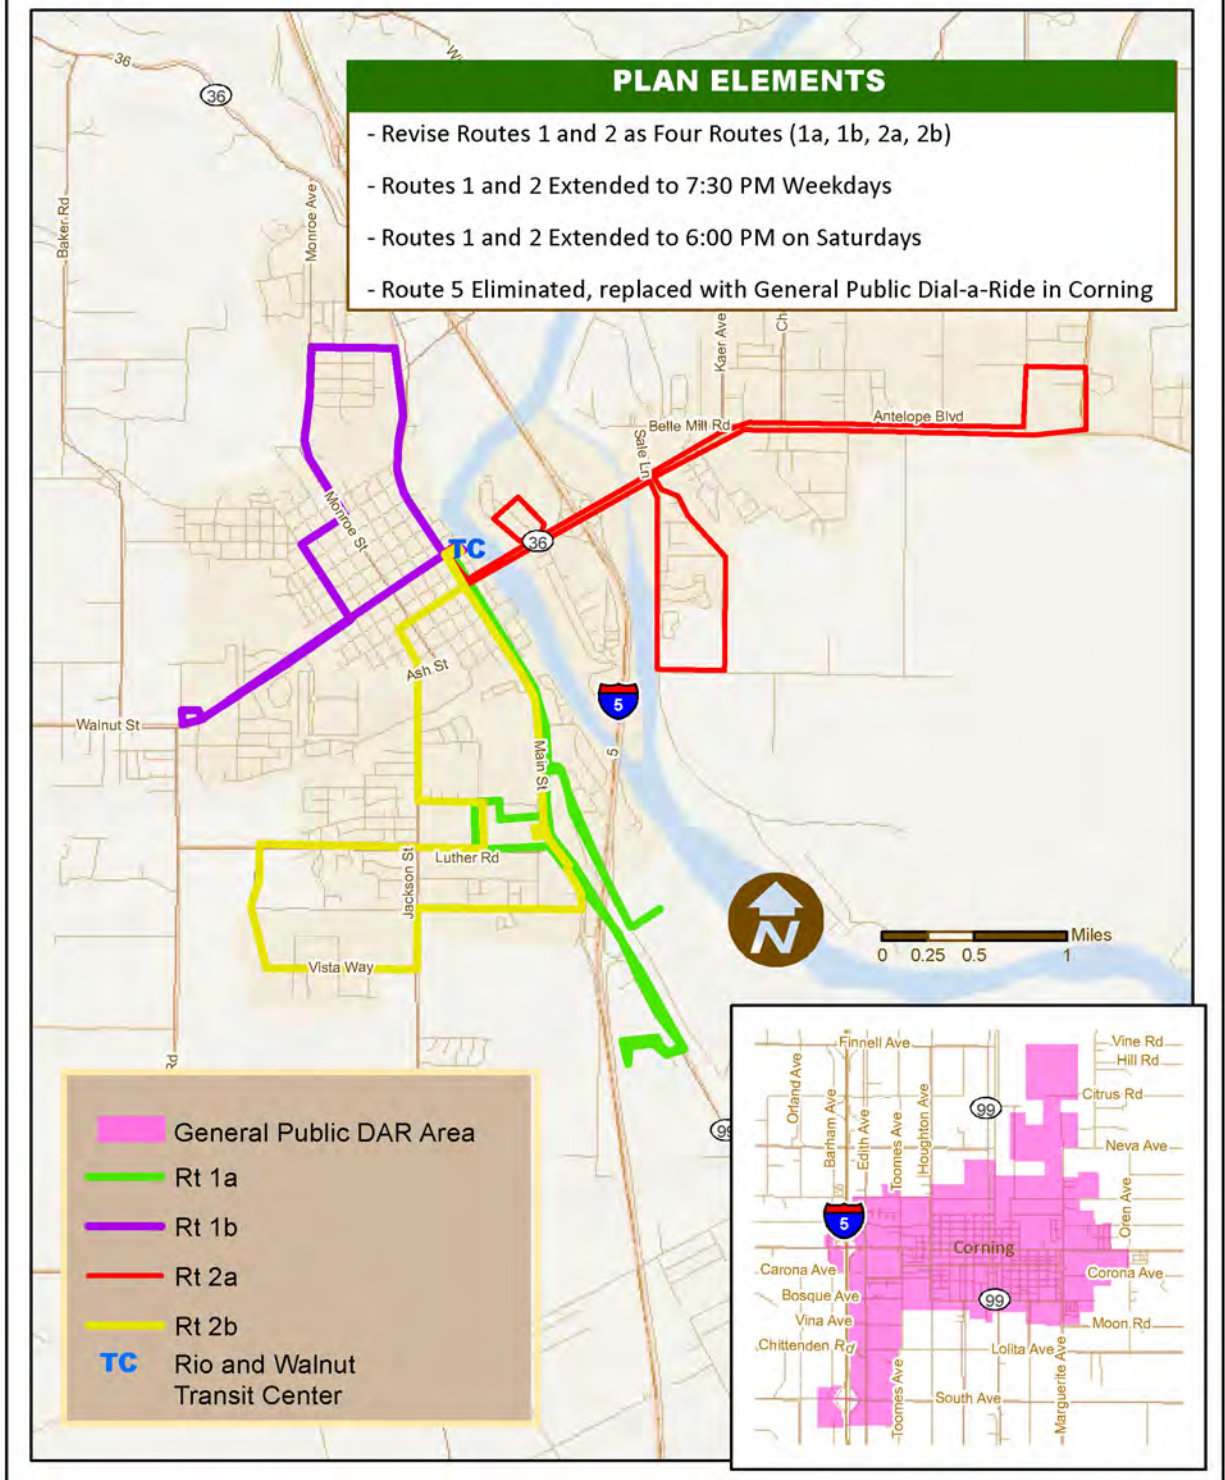 36
36
W
PLAN ELEMENTS
- Revise Routes 1 and 2 as Four Routes (1a, 1b, 2a, 2b)
- Routes 1 and 2 Extended to 7:30 PM Weekdays
- Routes 1 and 2 Extended to 6:00 PM on Saturdays
- Route 5 Eliminated, replaced with General Public Dial-a-Ride in Corning
Baker Rd
Monroe Ave
Kaer Ave
Ch
Antelope Blvd
Belle Mill Rd
Sale Ln
Monroe St
TC
36
Ash St
5
Walnut St
5
Main St
Luther Rd
Jackson St
Vista Way
N
Miles
0 0.25 0.5 1
Rd
99
General Public DAR Area
Rt 1a
Rt 1b
Rt 2a
Rt 2b
TC Rio and Walnut
Transit Center
Finnell Ave
Vine Rd
Hill Rd
Orland Ave
Barham Ave
Edith Ave
Toomes Ave
Houghton Ave
99
Citrus Rd
Neva Ave
Oren Ave
5
Corning
Carona Ave
Corona Ave
Bosque Ave
99
Vina Ave
Moon Rd
Chittenden Rd
Lolita Ave
Toomes Ave
South Ave
Marguerite Ave